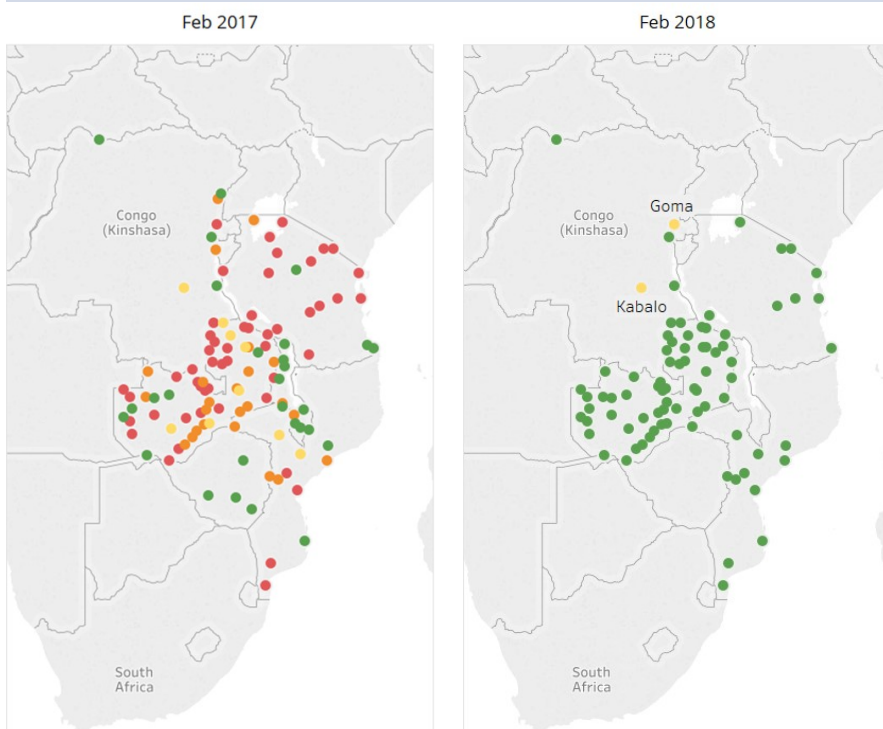 Feb 2017
Feb 2018
Congo
(Kinshasa)
South
Africa
Goma
Congo
(Kinshasa)
Kabalo
South
Africa